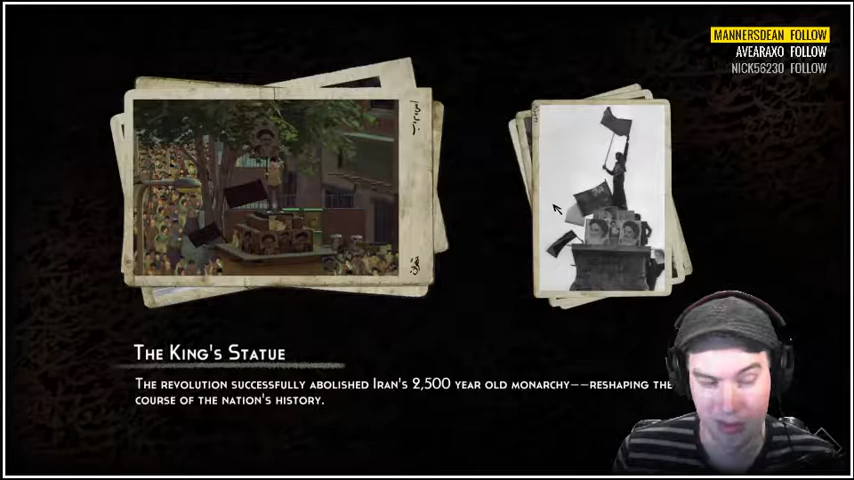 MANNERSDEAN FOLLOW
AVEARAXO FOLLOW
NICK56230 FOLLOW
The King's Statue
The revolution successfully abolished Iran's 2,500 year old monarchy––reshaping the
course of the nation's history.